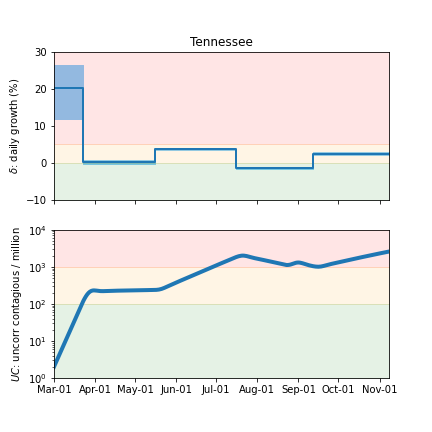 Tennessee
δ: daily growth (%)
30
20
10
0
−10
UC: uncorr contagious / million
10⁴
10³
10²
10¹
10⁰
Mar-01 Apr-01 May-01 Jun-01 Jul-01 Aug-01 Sep-01 Oct-01 Nov-01